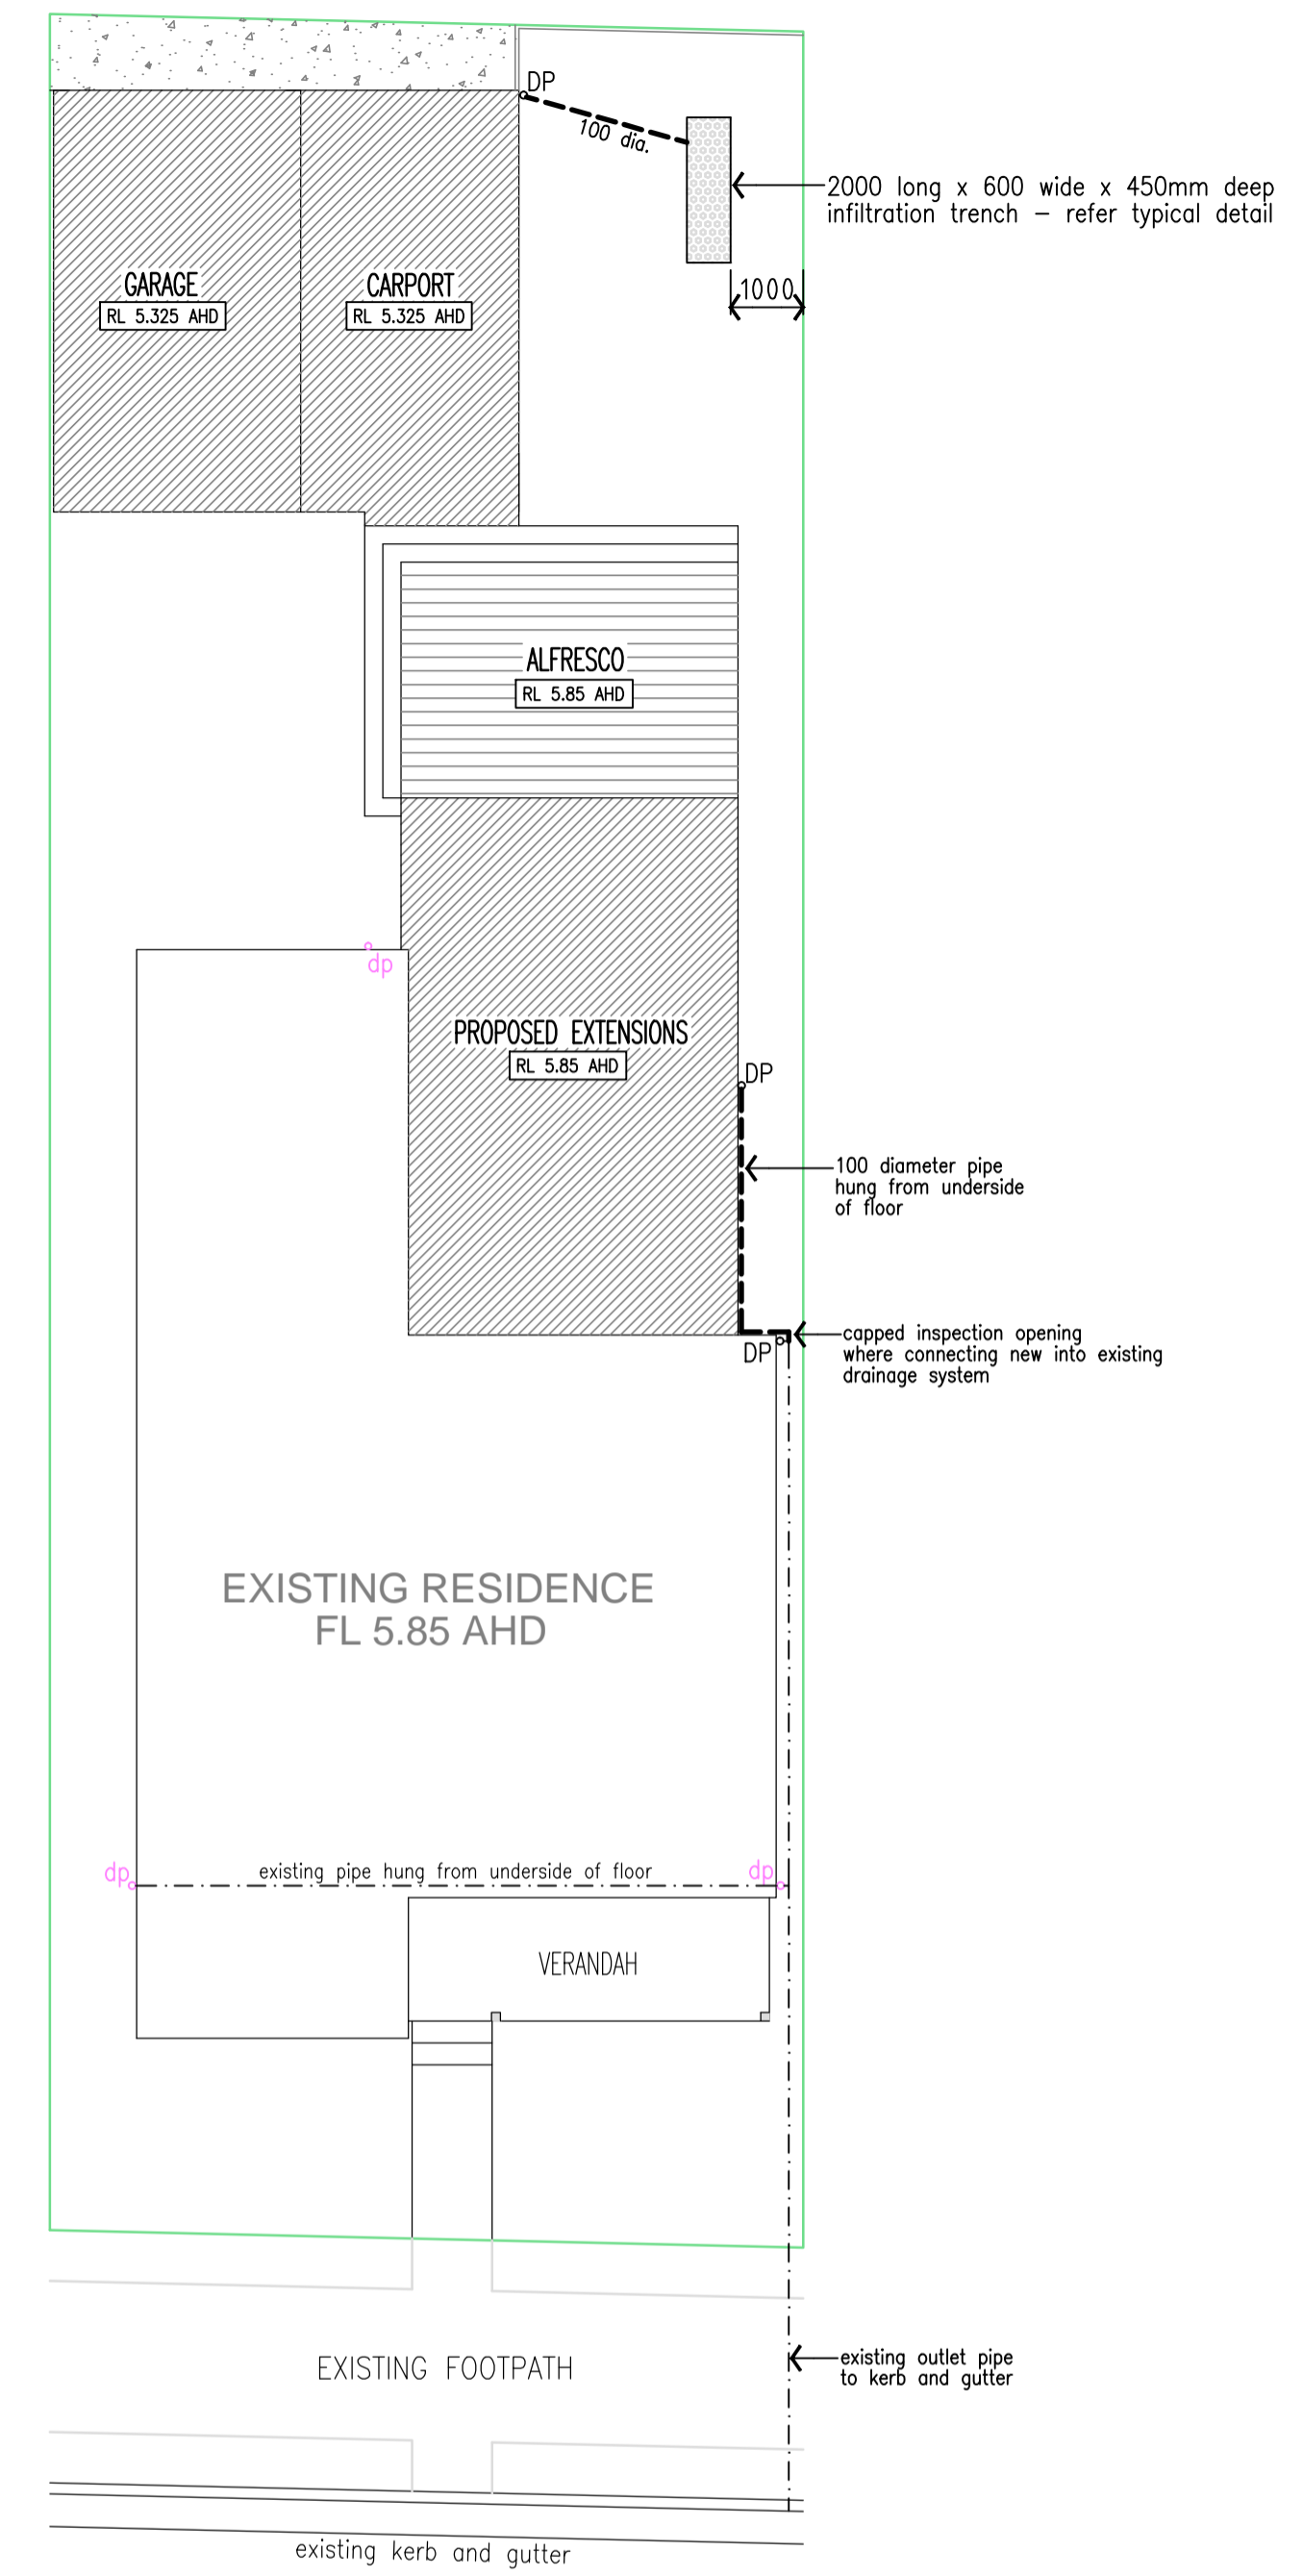 DP
100 dia.
2000 long x 600 wide x 450mm deep
infiltration trench – refer typical detail
1000
GARAGE
RL 5.325 AHD
CARPORT
RL 5.325 AHD
ALFRESCO
RL 5.85 AHD
dp
PROPOSED EXTENSIONS
RL 5.85 AHD
DP
100 diameter pipe
hung from underside
of floor
DP
capped inspection opening
where connecting new into existing
drainage system
EXISTING RESIDENCE
FL 5.85 AHD
dp
existing pipe hung from underside of floor
dp
VERANDAH
EXISTING FOOTPATH
existing outlet pipe
to kerb and gutter
existing kerb and gutter